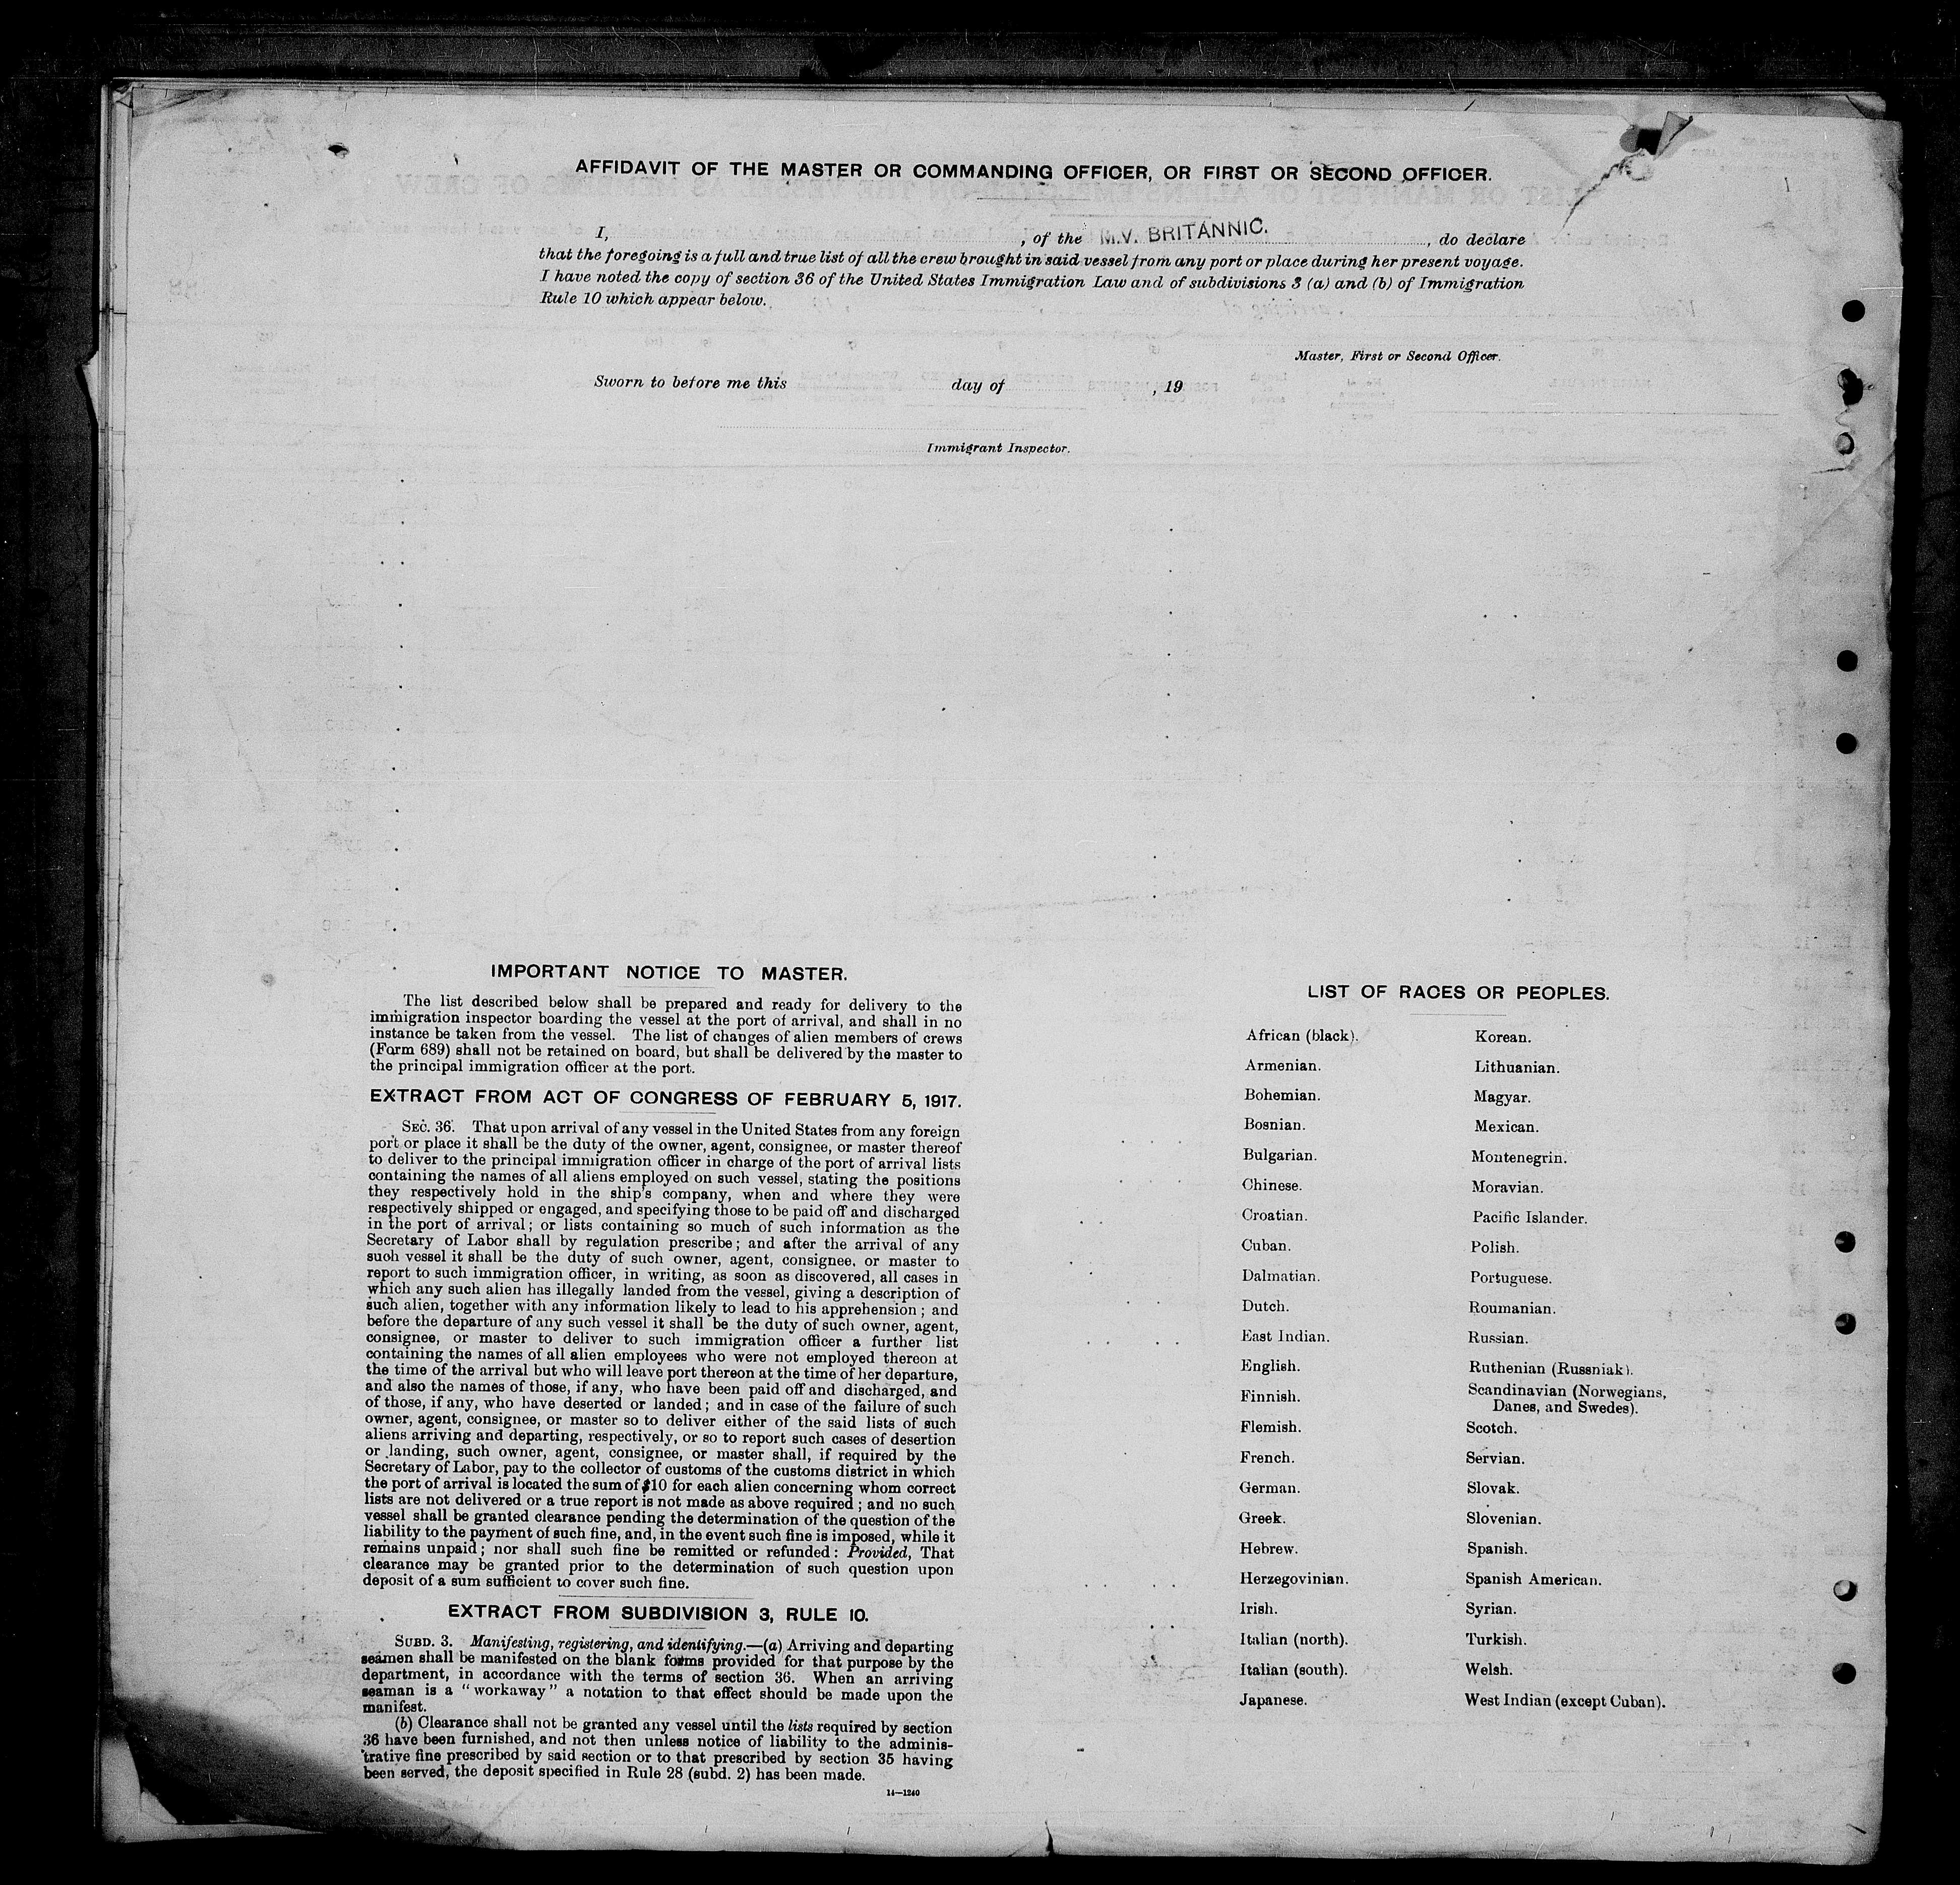 AFFIDAVIT OF THE MASTER OR COMMANDING OFFICER, OR FIRST OR SECOND OFFICER.
I, , of the M.V. BRITANNIC. , do declare
that the foregoing is a full and true list of all the crew brought in said vessel from any port or place during her present voyage.
I have noted the copy of section 36 of the United States Immigration Law and of subdivisions 3 (a) and (b) of Immigration
Rule 10 which appear below.
Master, First or Second Officer.
Sworn to before me this day of , 19
Immigrant Inspector.
IMPORTANT NOTICE TO MASTER.
The list described below shall be prepared and ready for delivery to the
immigration inspector boarding the vessel at the port of arrival, and shall in no
instance be taken from the vessel. The list of changes of alien members of crews
(Form 689) shall not be retained on board, but shall be delivered by the master to
the principal immigration officer at the port.
EXTRACT FROM ACT OF CONGRESS OF FEBRUARY 5, 1917.
SEC. 36. That upon arrival of any vessel in the United States from any foreign
port or place it shall be the duty of the owner, agent, consignee, or master thereof
to deliver to the principal immigration officer in charge of the port of arrival lists
containing the names of all aliens employed on such vessel, stating the positions
they respectively hold in the ship's company, when and where they were
respectively shipped or engaged, and specifying those to be paid off and discharged
in the port of arrival; or lists containing so much of such information as the
Secretary of Labor shall by regulation prescribe; and after the arrival of any
such vessel it shall be the duty of such owner, agent, consignee, or master to
report to such immigration officer, in writing, as soon as discovered, all cases in
which any such alien has illegally landed from the vessel, giving a description of
such alien, together with any information likely to lead to his apprehension; and
before the departure of any such vessel it shall be the duty of such owner, agent,
consignee, or master to deliver to such immigration officer a further list
containing the names of all alien employees who were not employed thereon at
the time of the arrival but who will leave port thereon at the time of her departure,
and also the names of those, if any, who have been paid off and discharged, and
of those, if any, who have deserted or landed; and in case of the failure of such
owner, agent, consignee, or master so to deliver either of the said lists of such
aliens arriving and departing, respectively, or so to report such cases of desertion
or landing, such owner, agent, consignee, or master shall, if required by the
Secretary of Labor, pay to the collector of customs of the customs district in which
the port of arrival is located the sum of $10 for each alien concerning whom correct
lists are not delivered or a true report is not made as above required; and no such
vessel shall be granted clearance pending the determination of the question of the
liability to the payment of such fine, and, in the event such fine is imposed, while it
remains unpaid; nor shall such fine be remitted or refunded: Provided, That
clearance may be granted prior to the determination of such question upon
deposit of a sum sufficient to cover such fine.
EXTRACT FROM SUBDIVISION 3, RULE 10.
SUBD. 3. Manifesting, registering, and identifying.—(a) Arriving and departing
seamen shall be manifested on the blank forms provided for that purpose by the
department, in accordance with the terms of section 36. When an arriving
seaman is a "workaway" a notation to that effect should be made upon the
manifest.
(b) Clearance shall not be granted any vessel until the lists required by section
36 have been furnished, and not then unless notice of liability to the adminis-
trative fine prescribed by said section or to that prescribed by section 35 having
been served, the deposit specified in Rule 28 (subd. 2) has been made.
14—1240
LIST OF RACES OR PEOPLES.
African (black).
Armenian.
Bohemian.
Bosnian.
Bulgarian.
Chinese.
Croatian.
Cuban.
Dalmatian.
Dutch.
East Indian.
English.
Finnish.
Flemish.
French.
German.
Greek.
Hebrew.
Herzegovinian.
Irish.
Italian (north).
Italian (south).
Japanese.
Korean.
Lithuanian.
Magyar.
Mexican.
Montenegrin.
Moravian.
Pacific Islander.
Polish.
Portuguese.
Roumanian.
Russian.
Ruthenian (Russniak).
Scandinavian (Norwegians,
Danes, and Swedes).
Scotch.
Servian.
Slovak.
Slovenian.
Spanish.
Spanish American.
Syrian.
Turkish.
Welsh.
West Indian (except Cuban).